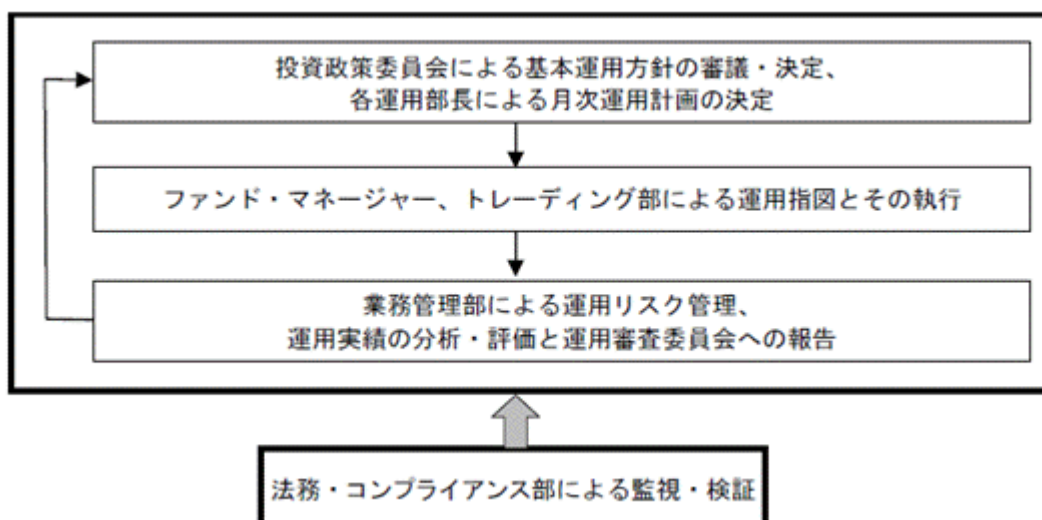 投資政策委員会による基本運用方針の審議・決定、
各運用部長による月次運用計画の決定
ファンド・マネージャー、トレーディング部による運用指図とその執行
業務管理部による運用リスク管理、
運用実績の分析・評価と運用審査委員会への報告
法務・コンプライアンス部による監視・検証